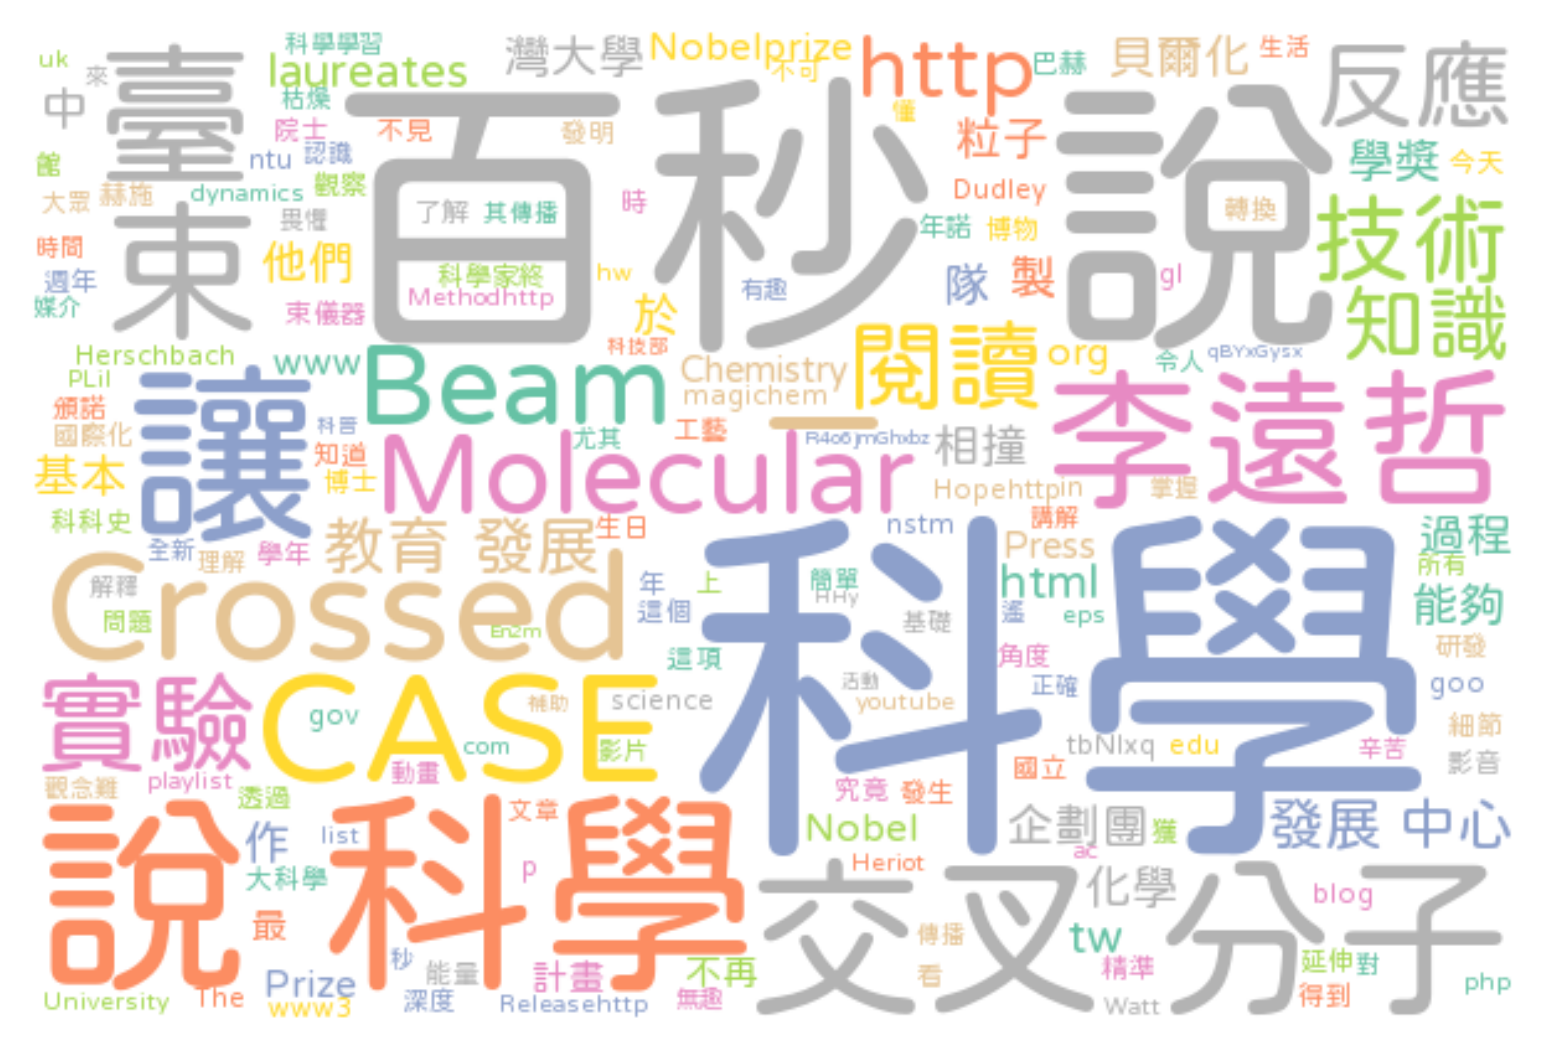 uk
來
中
臺
科學學習
laureates
枯燥
院士
不見
ntu
認識
灣大學
Nobelprize
不可
發明
http
巴赫
懂
貝爾化
生活
反應
粒子
學獎
今天
館
大眾
赫施
dynamics
觀察
畏懼
百秒說
了解
其傳播
時
Dudley
年諾
博物
轉換
技術
時間
週年
媒介
束
他們
科學家終
Methodhttp
束儀器
hw
於
有趣
隊
製
gl
知識
Herschbach
PLiI
www
Beam
科技部
Chemistry
magichem
閱讀
org
令人
qBYxGysx
頒諾
國際化
讓
科普
知道
尤其
工藝
一
R4o6jmGhxbz
相撞
李遠哲
基本
博士
Molecular
Hopehttp
in
掌握
科科史
全新
理解
學年
教育
發展
生日
nstm
講解
Press
過程
所有
Crossed
解釋
問題
En2m
年
上
這個
簡單
HHy
基礎
html
遙
eps
能夠
科學
這項
角度
研發
實驗
CASE
gov
com
補助
science
影片
活動
youtube
正確
goo
細節
tbNlxq
edu
辛苦
影音
觀念難
playlist
動畫
透過
國立
究竟
發生
說科學
作
list
文章
Nobel
企劃團
獲
發展
中心
大科學
p
Heriot
ac
化學
blog
最
交叉分子
傳播
tw
秒
能量
計畫
不再
看
精準
延伸
對
php
University
The
Prize
www3
深度
Releasehttp
無趣
Watt
得到